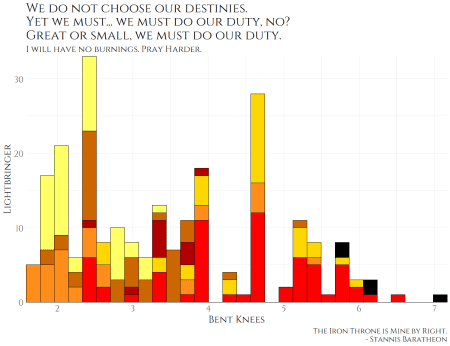 We do not choose our destinies.
Yet we must... we must do our duty, no?
Great or small, we must do our duty.
I will have no burnings. Pray Harder.
Lightbringer
30
20
10
0
2
3
4
5
6
7
Bent Knees
The Iron Throne is Mine by Right.
- Stannis Baratheon